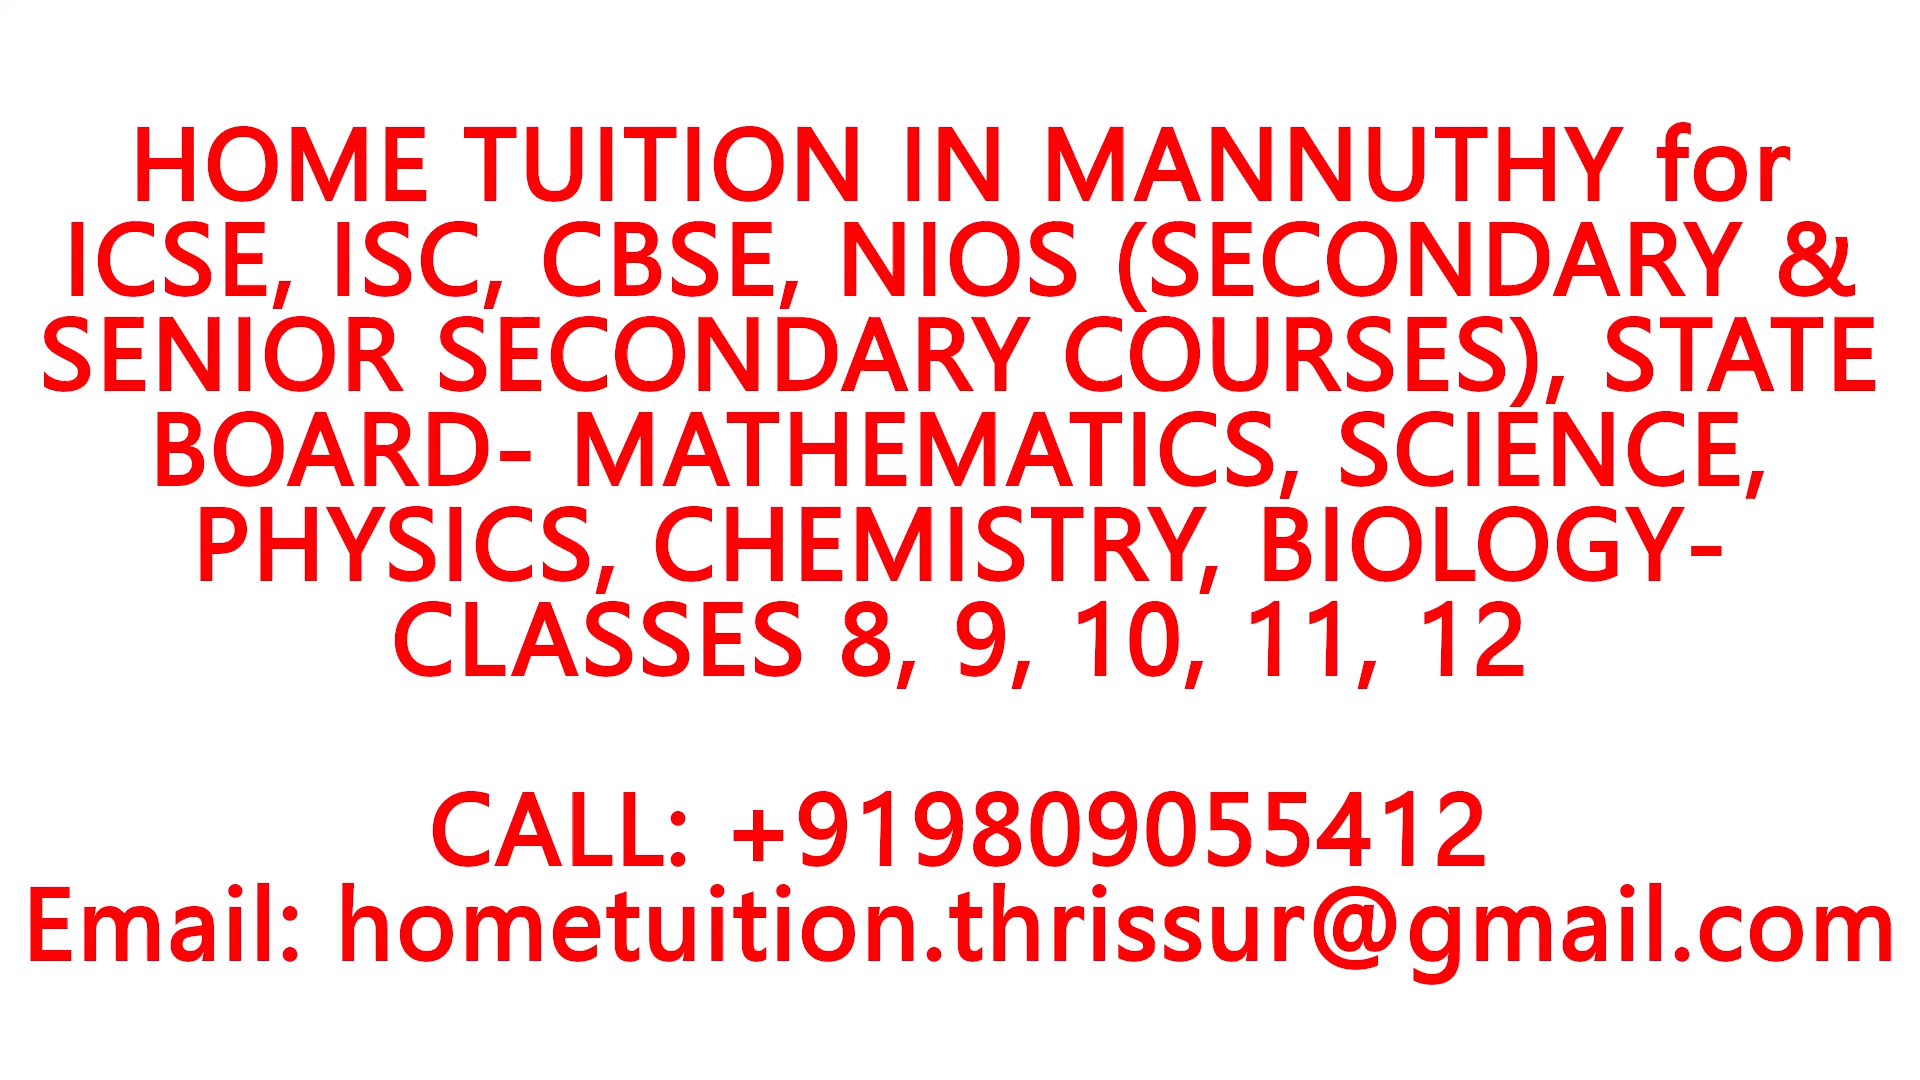 HOME TUITION IN MANNUTHY for
ICSE, ISC, CBSE, NIOS (SECONDARY &
SENIOR SECONDARY COURSES), STATE
BOARD- MATHEMATICS, SCIENCE,
PHYSICS, CHEMISTRY, BIOLOGY-
CLASSES 8, 9, 10, 11, 12
CALL: +919809055412
Email: hometuition.thrissur@gmail.com